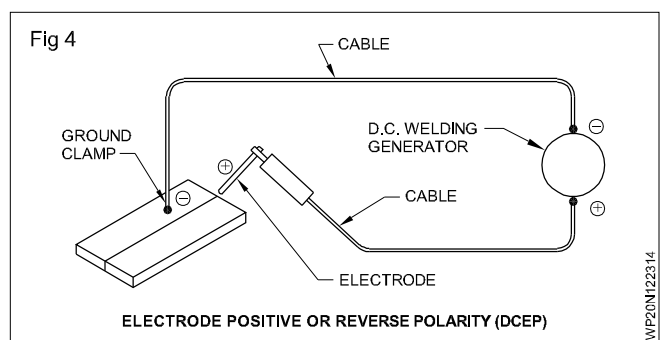 Fig 4
CABLE
GROUND
CLAMP
⊖
⊕
D.C. WELDING
GENERATOR
⊖
⊕
CABLE
ELECTRODE
ELECTRODE POSITIVE OR REVERSE POLARITY (DCEP)
WP20N122314